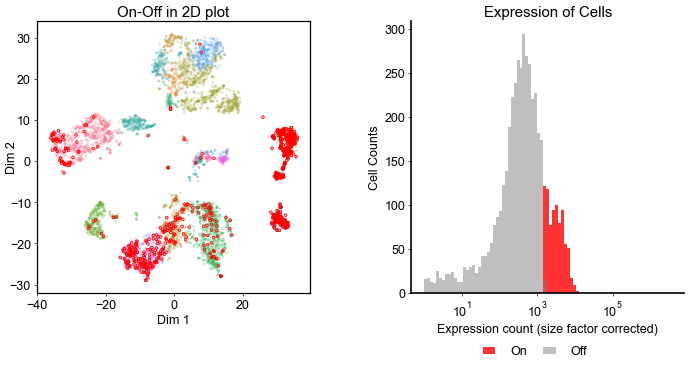 On-Off in 2D plot
30
20
10
0
−10
−20
−30
−40
−20
0
20
Dim 2
Dim 1
Expression of Cells
300
250
200
150
100
50
0
10^1
10^3
10^5
Cell Counts
Expression count (size factor corrected)
On
Off